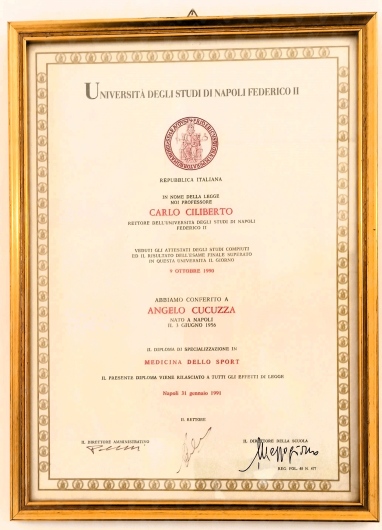 UNIVERSITÀ DEGLI STUDI DI NAPOLI FEDERICO II
REPUBBLICA ITALIANA
IN NOME DELLA LEGGE
NOI PROFESSORE
CARLO CILIBERTO
RETTORE DELL'UNIVERSITÀ DEGLI STUDI DI NAPOLI
FEDERICO II
VEDUTI GLI ATTESTATI DEGLI STUDI COMPIUTI
ED IL RISULTATO DELL'ESAME FINALE SUPERATO
IN QUESTA UNIVERSITÀ IL GIORNO
9 OTTOBRE 1990
ABBIAMO CONFERITO A
ANGELO CUCUZZA
NATO A NAPOLI
IL 3 GIUGNO 1956
IL DIPLOMA DI SPECIALIZZAZIONE IN
MEDICINA DELLO SPORT
IL PRESENTE DIPLOMA VIENE RILASCIATO A TUTTI GLI EFFETTI DI LEGGE
Napoli 31 gennaio 1991
IL RETTORE
IL DIRETTORE AMMINISTRATIVO
IL DIRETTORE DELLA SCUOLA
REG. VOL.